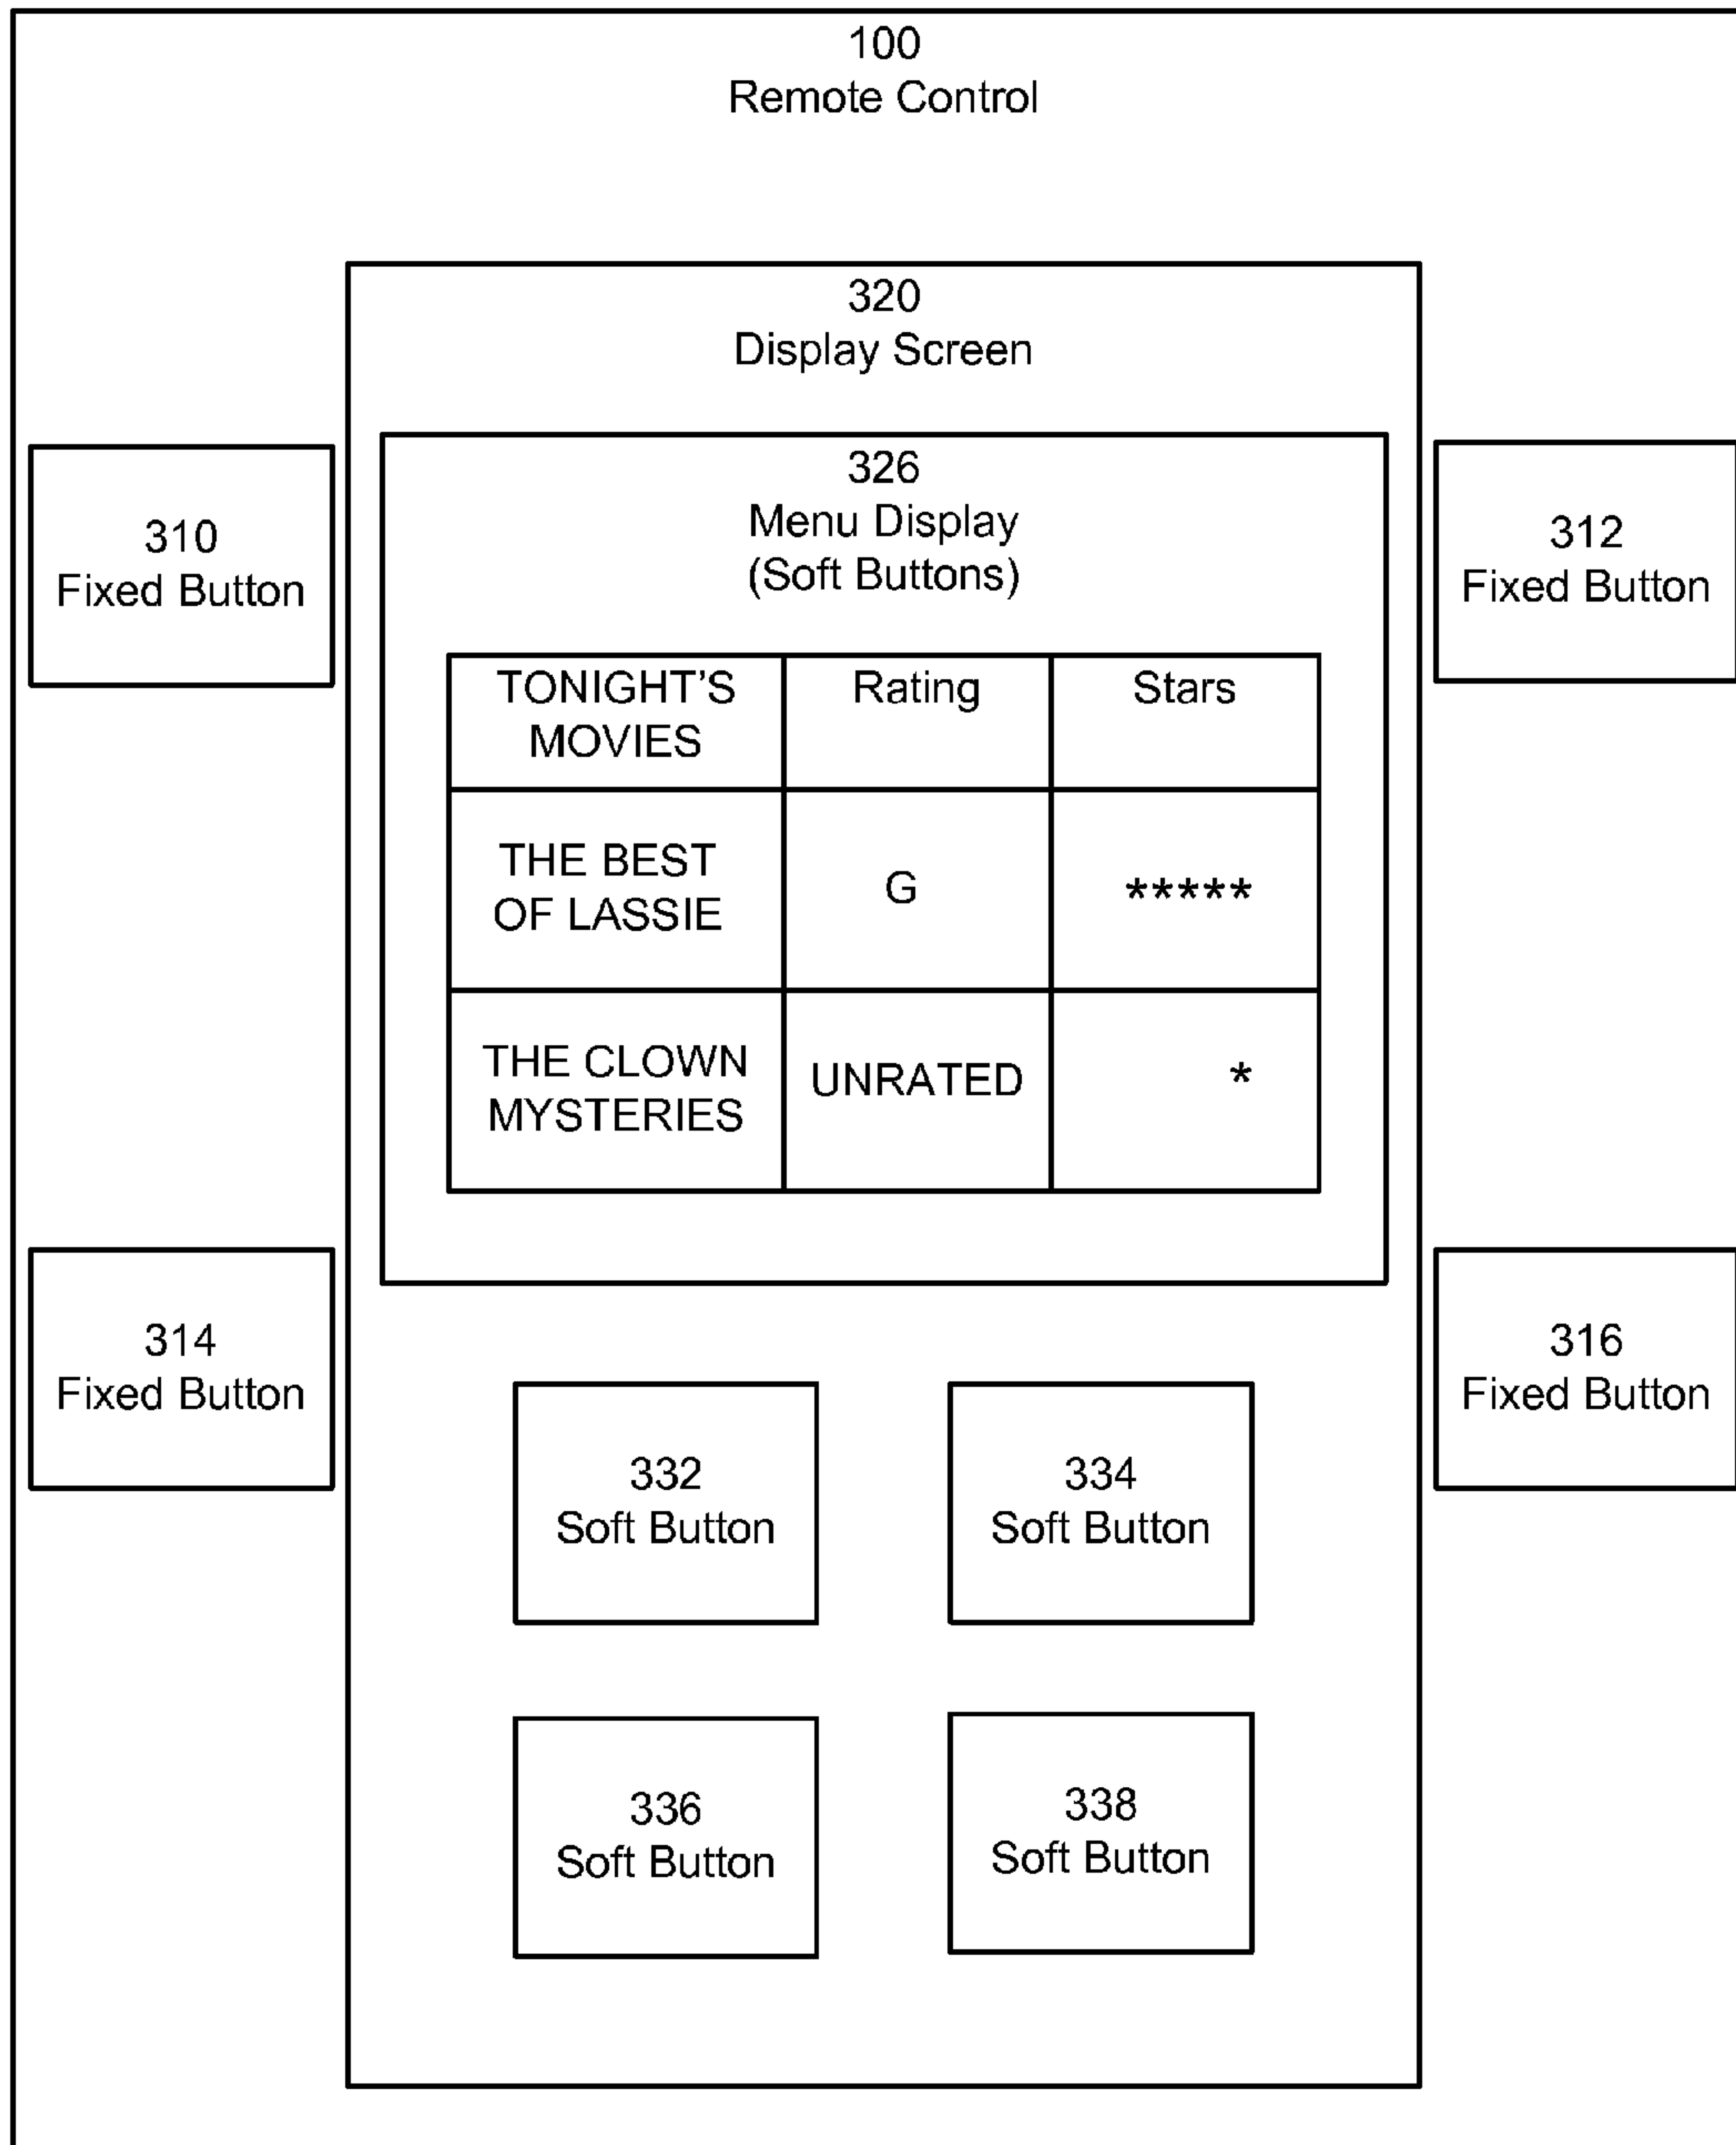 100
Remote Control
320
Display Screen
326
Menu Display
(Soft Buttons)
310
Fixed Button
312
Fixed Button
TONIGHT'S
MOVIES
Rating
Stars
THE BEST
OF LASSIE
G
*****
THE CLOWN
MYSTERIES
UNRATED
*
314
Fixed Button
316
Fixed Button
332
Soft Button
334
Soft Button
336
Soft Button
338
Soft Button